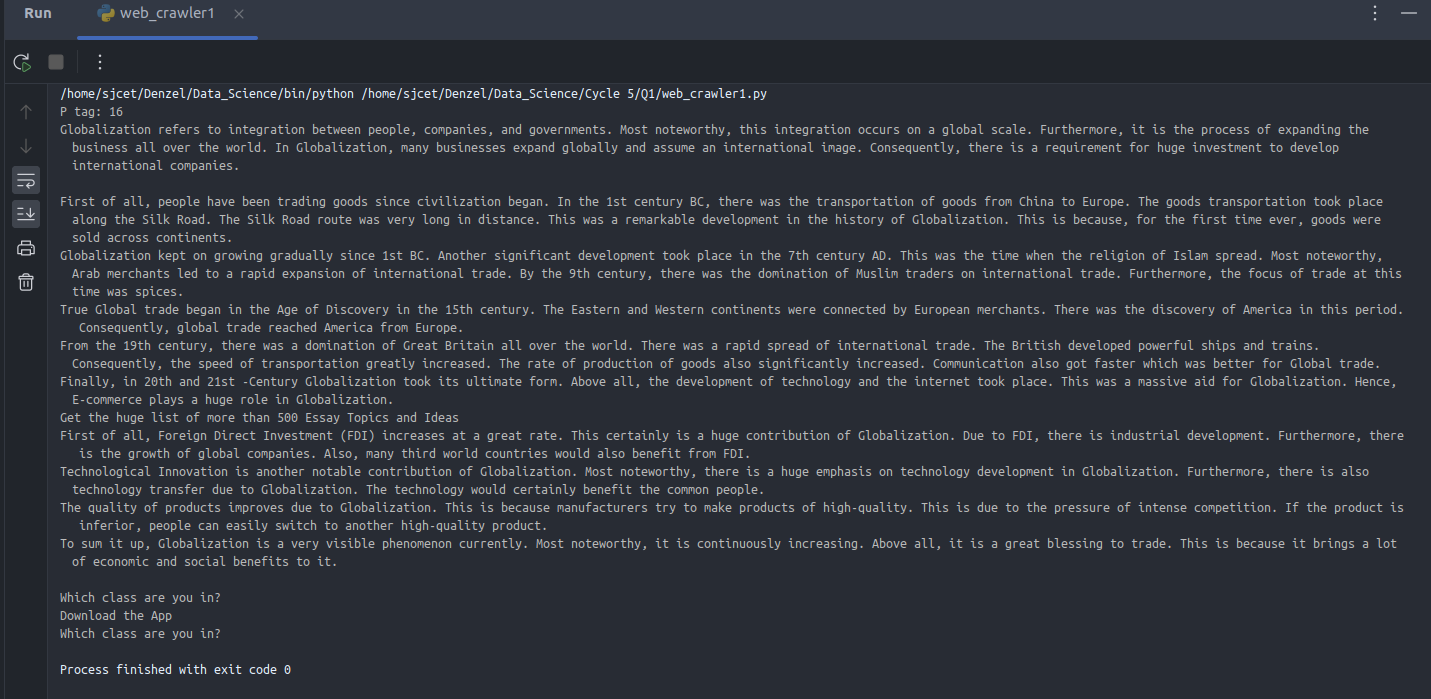 Run web_crawler1
/home/sjcet/Denzel/Data_Science/bin/python /home/sjcet/Denzel/Data_Science/Cycle 5/Q1/web_crawler1.py
P tag: 16
Globalization refers to integration between people, companies, and governments. Most noteworthy, this integration occurs on a global scale. Furthermore, it is the process of expanding the
business all over the world. In Globalization, many businesses expand globally and assume an international image. Consequently, there is a requirement for huge investment to develop
international companies.
First of all, people have been trading goods since civilization began. In the 1st century BC, there was the transportation of goods from China to Europe. The goods transportation took place
along the Silk Road. The Silk Road route was very long in distance. This was a remarkable development in the history of Globalization. This is because, for the first time ever, goods were
sold across continents.
Globalization kept on growing gradually since 1st BC. Another significant development took place in the 7th century AD. This was the time when the religion of Islam spread. Most noteworthy,
Arab merchants led to a rapid expansion of international trade. By the 9th century, there was the domination of Muslim traders on international trade. Furthermore, the focus of trade at this
time was spices.
True Global trade began in the Age of Discovery in the 15th century. The Eastern and Western continents were connected by European merchants. There was the discovery of America in this period.
Consequently, global trade reached America from Europe.
From the 19th century, there was a domination of Great Britain all over the world. There was a rapid spread of international trade. The British developed powerful ships and trains.
Consequently, the speed of transportation greatly increased. The rate of production of goods also significantly increased. Communication also got faster which was better for Global trade.
Finally, in 20th and 21st -Century Globalization took its ultimate form. Above all, the development of technology and the internet took place. This was a massive aid for Globalization. Hence,
E-commerce plays a huge role in Globalization.
Get the huge list of more than 500 Essay Topics and Ideas
First of all, Foreign Direct Investment (FDI) increases at a great rate. This certainly is a huge contribution of Globalization. Due to FDI, there is industrial development. Furthermore, there
is the growth of global companies. Also, many third world countries would also benefit from FDI.
Technological Innovation is another notable contribution of Globalization. Most noteworthy, there is a huge emphasis on technology development in Globalization. Furthermore, there is also
technology transfer due to Globalization. The technology would certainly benefit the common people.
The quality of products improves due to Globalization. This is because manufacturers try to make products of high-quality. This is due to the pressure of intense competition. If the product is
inferior, people can easily switch to another high-quality product.
To sum it up, Globalization is a very visible phenomenon currently. Most noteworthy, it is continuously increasing. Above all, it is a great blessing to trade. This is because it brings a lot
of economic and social benefits to it.
Which class are you in?
Download the App
Which class are you in?
Process finished with exit code 0